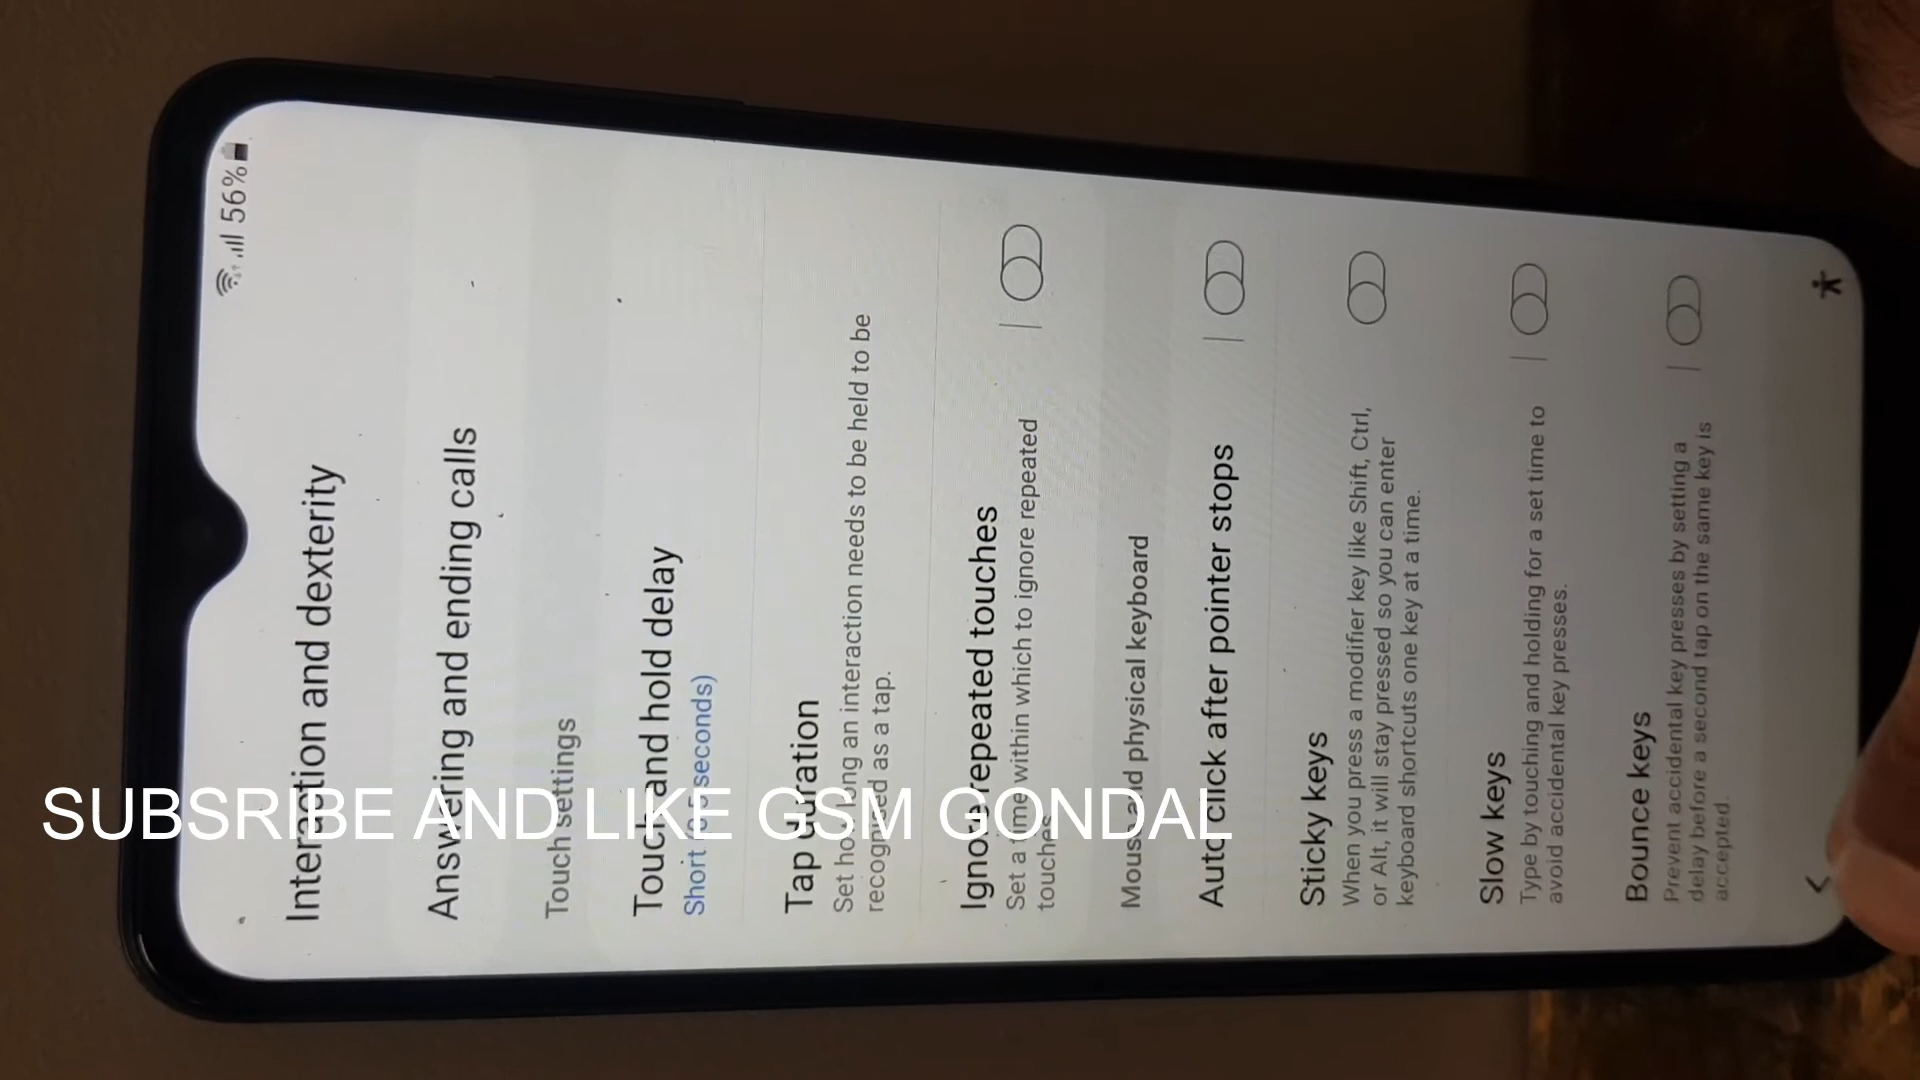 56%
Interaction and dexterity
Answering and ending calls
Touch settings
Touch and hold delay
Short seconds)
Tap duration
Set how long an interaction needs to be held to be
recognised as a tap.
Ignore repeated touches
Set a time within which to ignore repeated
touches
Mouse and physical keyboard
Auto click after pointer stops
Sticky keys
When you press a modifier key like Shift, Ctrl,
or Alt, it will stay pressed so you can enter
keyboard shortcuts one key at a time.
Slow keys
Type by touching and holding for a set time to
avoid accidental key presses.
Bounce keys
Prevent accidental key presses by setting a
delay before a second tap on the same key is
accepted.
SUBSRIBE AND LIKE GSM GONDAL